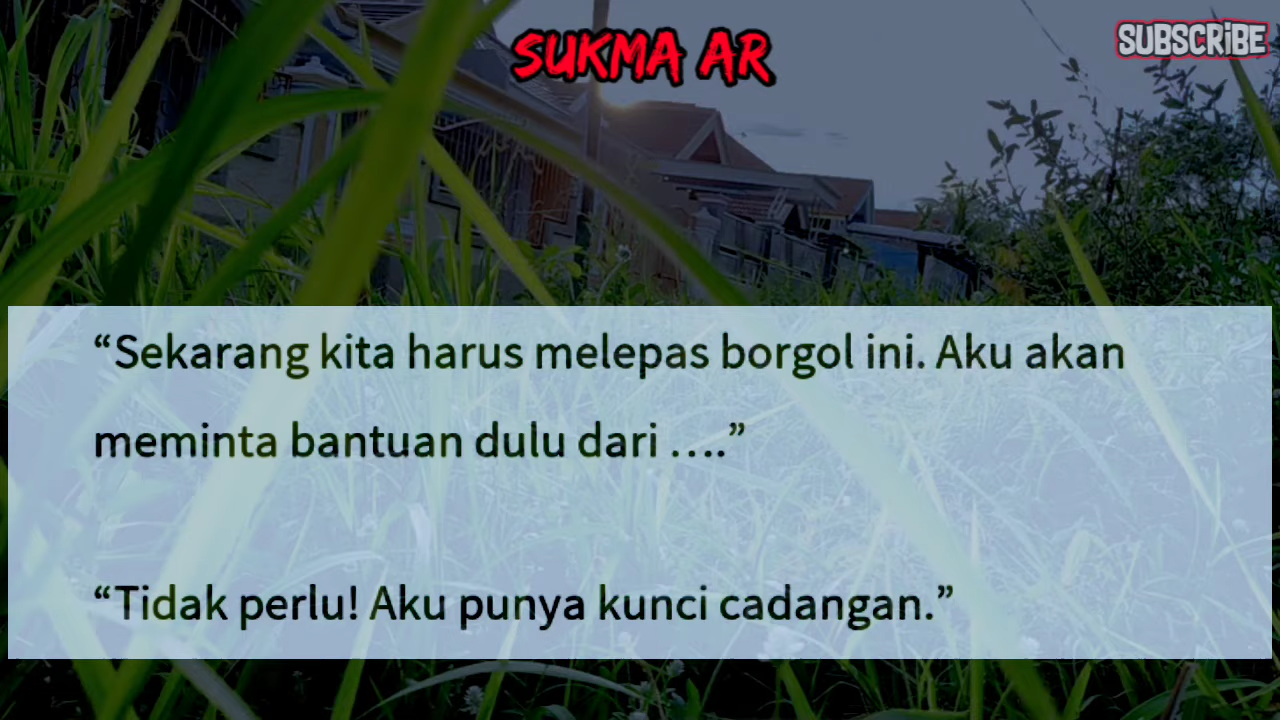 SUKMA AR
SUBSCRIBE
“Sekarang kita harus melepas borgol ini. Aku akan
meminta bantuan dulu dari ….”
“Tidak perlu! Aku punya kunci cadangan.”